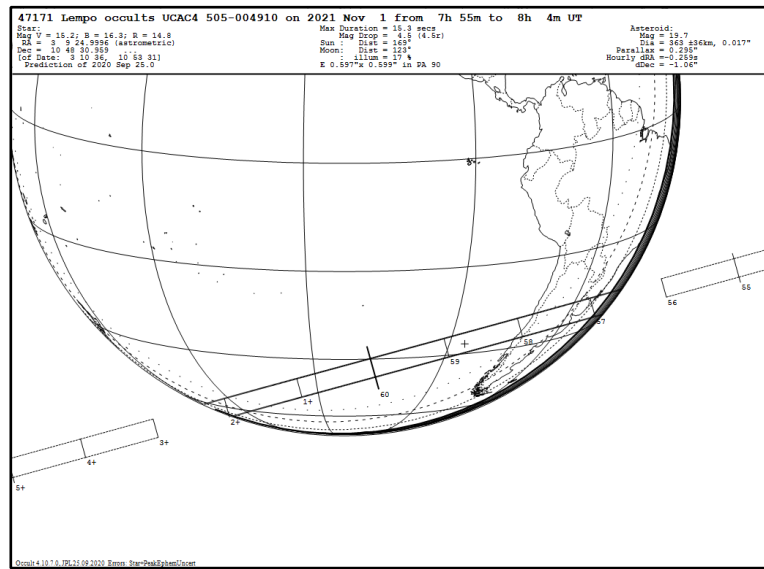 47171 Lempo occults UCAC4 505-004910 on 2021 Nov 1 from 7h 55m to 8h 4m UT
Star:
Mag V = 15.2; B = 16.3; R = 14.8
RA = 3 9 24.9996 (astrometric)
Dec = 10 48 30.959 ...
[of Date: 3 10 36, 10 53 31]
Prediction of 2020 Sep 25.0
Max Duration = 15.3 secs
Mag Drop = 4.5 (4.5r)
Sun : Dist = 169°
Moon: Dist = 123°
: illum = 17 %
E 0.597"x 0.599" in PA 90
Asteroid:
Mag = 19.7
Dia = 363 ±36km, 0.017"
Parallax = 0.295"
Hourly dRA =-0.259s
dDec = -1.06"
55
56
57
58
59
60
1+
2+
3+
4+
5+
Occult 4.10.7.0, JPL25.09.2020 Errors: Star+PeakEphemUncert